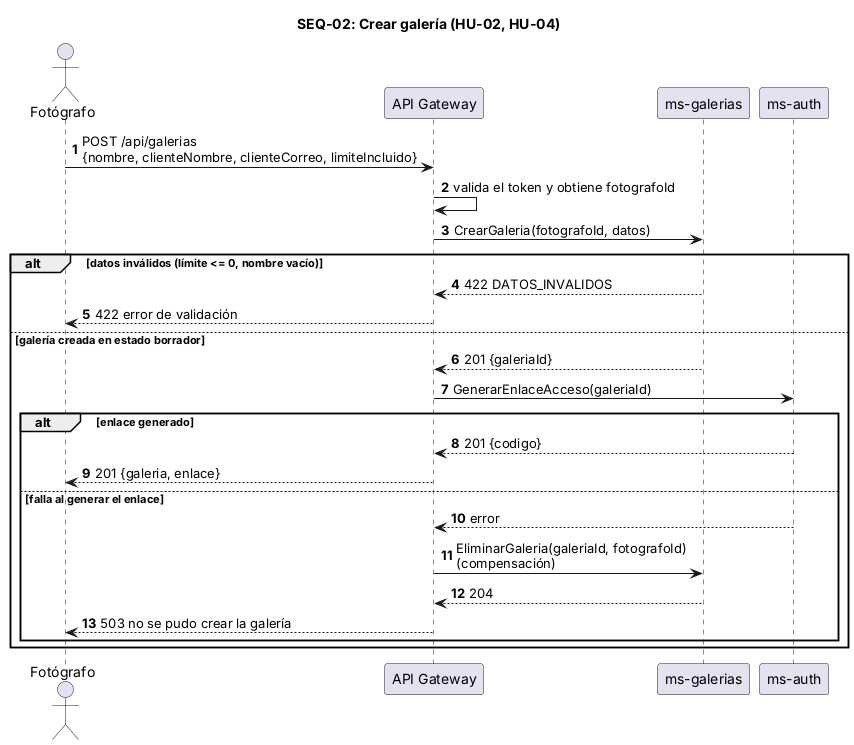 SEQ-02: Crear galería (HU-02, HU-04)
Fotógrafo
API Gateway
ms-galerias
ms-auth
1 POST /api/galerias
{nombre, clienteNombre, clienteCorreo, limiteIncluido}
2 valida el token y obtiene fotografoId
3 CrearGaleria(fotografoId, datos)
alt [datos inválidos (límite <= 0, nombre vacío)]
4 422 DATOS_INVALIDOS
5 422 error de validación
[galería creada en estado borrador]
6 201 {galeriaId}
7 GenerarEnlaceAcceso(galeriaId)
alt [enlace generado]
8 201 {codigo}
9 201 {galeria, enlace}
[falla al generar el enlace]
10 error
11 EliminarGaleria(galeriaId, fotografoId)
(compensación)
12 204
13 503 no se pudo crear la galería
Fotógrafo
API Gateway
ms-galerias
ms-auth